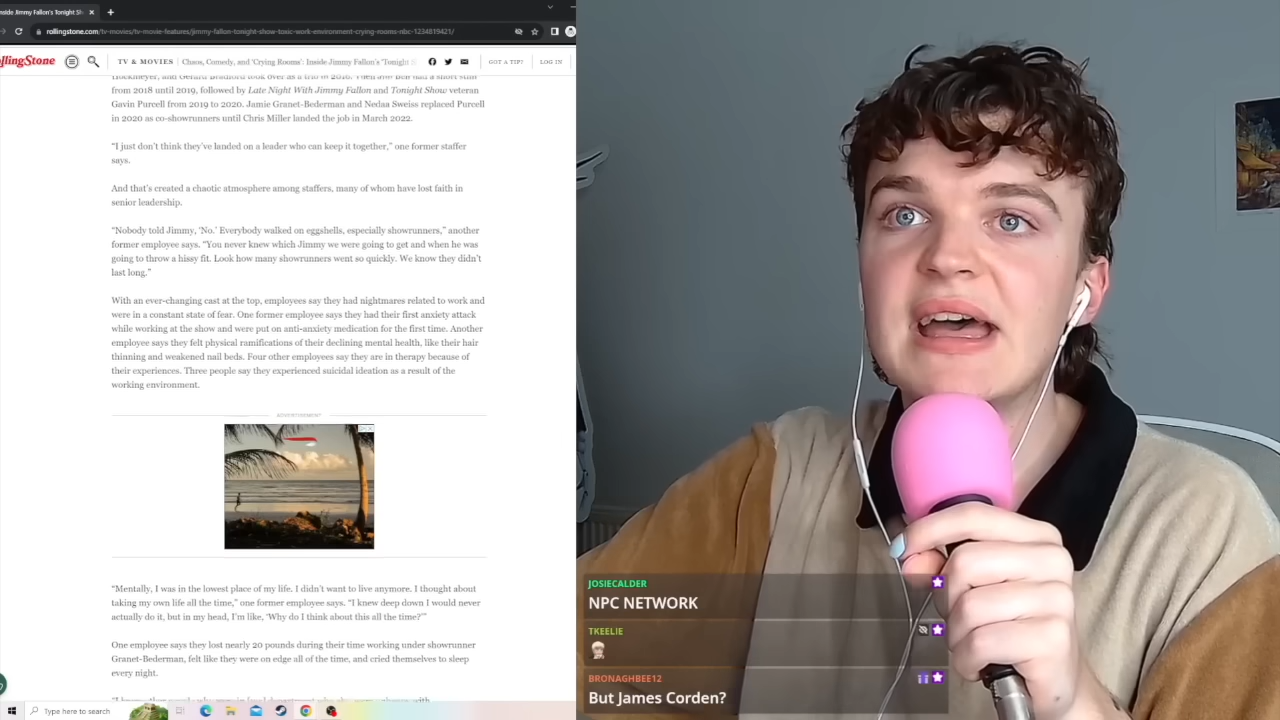 nside Jimmy Fallon's 'Tonight Sh
rollingstone.com/tv-movies/tv-movie-features/jimmy-fallon-tonight-show-toxic-work-environment-crying-rooms-nbc-1234819421/
llingStone
TV & MOVIES
Chaos, Comedy, and 'Crying Rooms': Inside Jimmy Fallon's 'Tonight
GOT A TIP?
LOG IN
from 2018 until 2019, followed by Late Night With Jimmy Fallon and Tonight Show veteran
Gavin Purcell from 2019 to 2020. Jamie Granet-Bederman and Nedaa Sweiss replaced Purcell
in 2020 as co-showrunners until Chris Miller landed the job in March 2022.
“I just don't think they've landed on a leader who can keep it together,” one former staffer
says.
And that's created a chaotic atmosphere among staffers, many of whom have lost faith in
senior leadership.
“Nobody told Jimmy, ‘No.’ Everybody walked on eggshells, especially showrunners,” another
former employee says. “You never knew which Jimmy we were going to get and when he was
going to throw a hissy fit. Look how many showrunners went so quickly. We know they didn't
last long.”
With an ever-changing cast at the top, employees say they had nightmares related to work and
were in a constant state of fear. One former employee says they had their first anxiety attack
while working at the show and were put on anti-anxiety medication for the first time. Another
employee says they felt physical ramifications of their declining mental health, like their hair
thinning and weakened nail beds. Four other employees say they are in therapy because of
their experiences. Three people say they experienced suicidal ideation as a result of the
working environment.
ADVERTISEMENT
“Mentally, I was in the lowest place of my life. I didn't want to live anymore. I thought about
taking my own life all the time,” one former employee says. “I knew deep down I would never
actually do it, but in my head, I'm like, ‘Why do I think about this all the time?’”
One employee says they lost nearly 20 pounds during their time working under showrunner
Granet-Bederman, felt like they were on edge all of the time, and cried themselves to sleep
every night.
Type here to search
JOSIECALDER
NPC NETWORK
TKEELIE
BRONAGHBEE12
But James Corden?